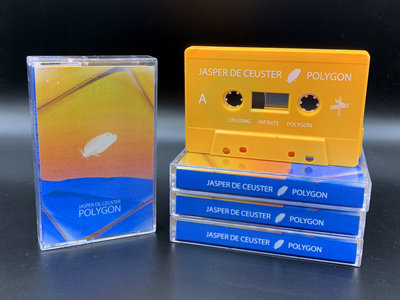 JASPER DE CEUSTER
POLYGON
JASPER DE CEUSTER POLYGON
A
CRUISING INFINITE POLYGON
JASPER DE CEUSTER POLYGON
JASPER DE CEUSTER POLYGON
JASPER DE CEUSTER POLYGON